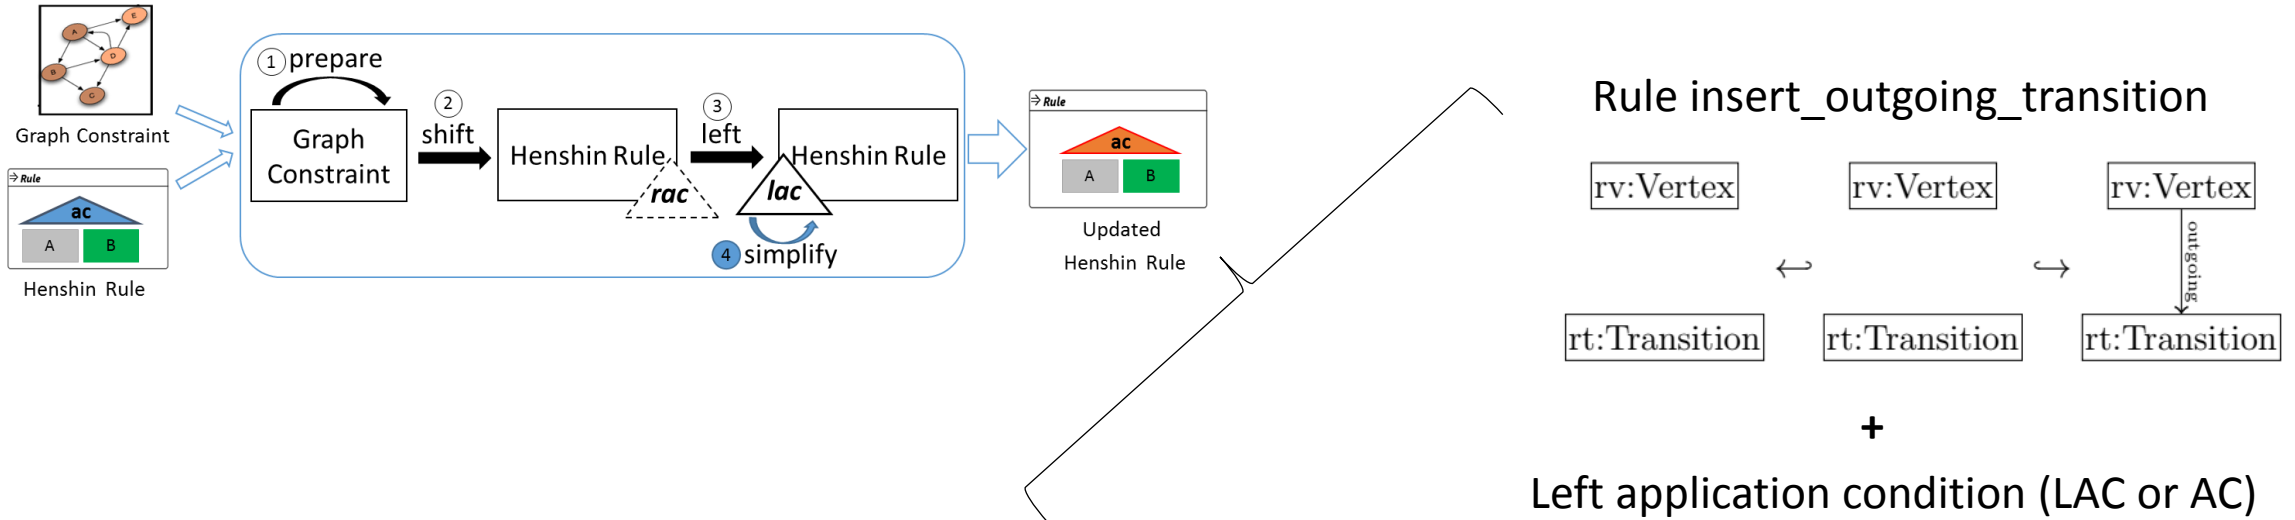 E
A
D
B
C
Graph Constraint
⇒ Rule
ac
A B
Henshin Rule
1 prepare
Graph
Constraint
2
shift
Henshin Rule
rac
3
left
Henshin Rule
lac
4 simplify
⇒ Rule
ac
A B
Updated
Henshin Rule
Rule insert_outgoing_transition
rv:Vertex rv:Vertex rv:Vertex
outgoing
rt:Transition rt:Transition rt:Transition
+
Left application condition (LAC or AC)